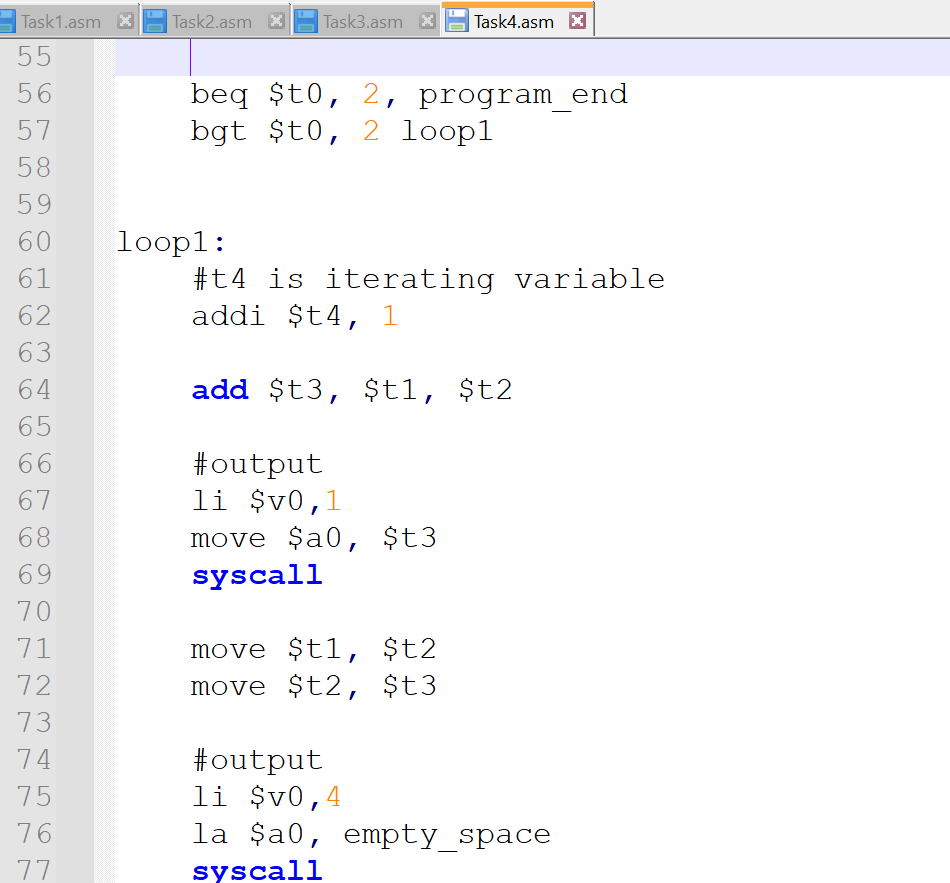 Task1.asm Task2.asm Task3.asm Task4.asm
55
56 beq $t0, 2, program_end
57 bgt $t0, 2 loop1
58
59
60 loop1:
61 #t4 is iterating variable
62 addi $t4, 1
63
64 add $t3, $t1, $t2
65
66 #output
67 li $v0,1
68 move $a0, $t3
69 syscall
70
71 move $t1, $t2
72 move $t2, $t3
73
74 #output
75 li $v0,4
76 la $a0, empty_space
77 syscall